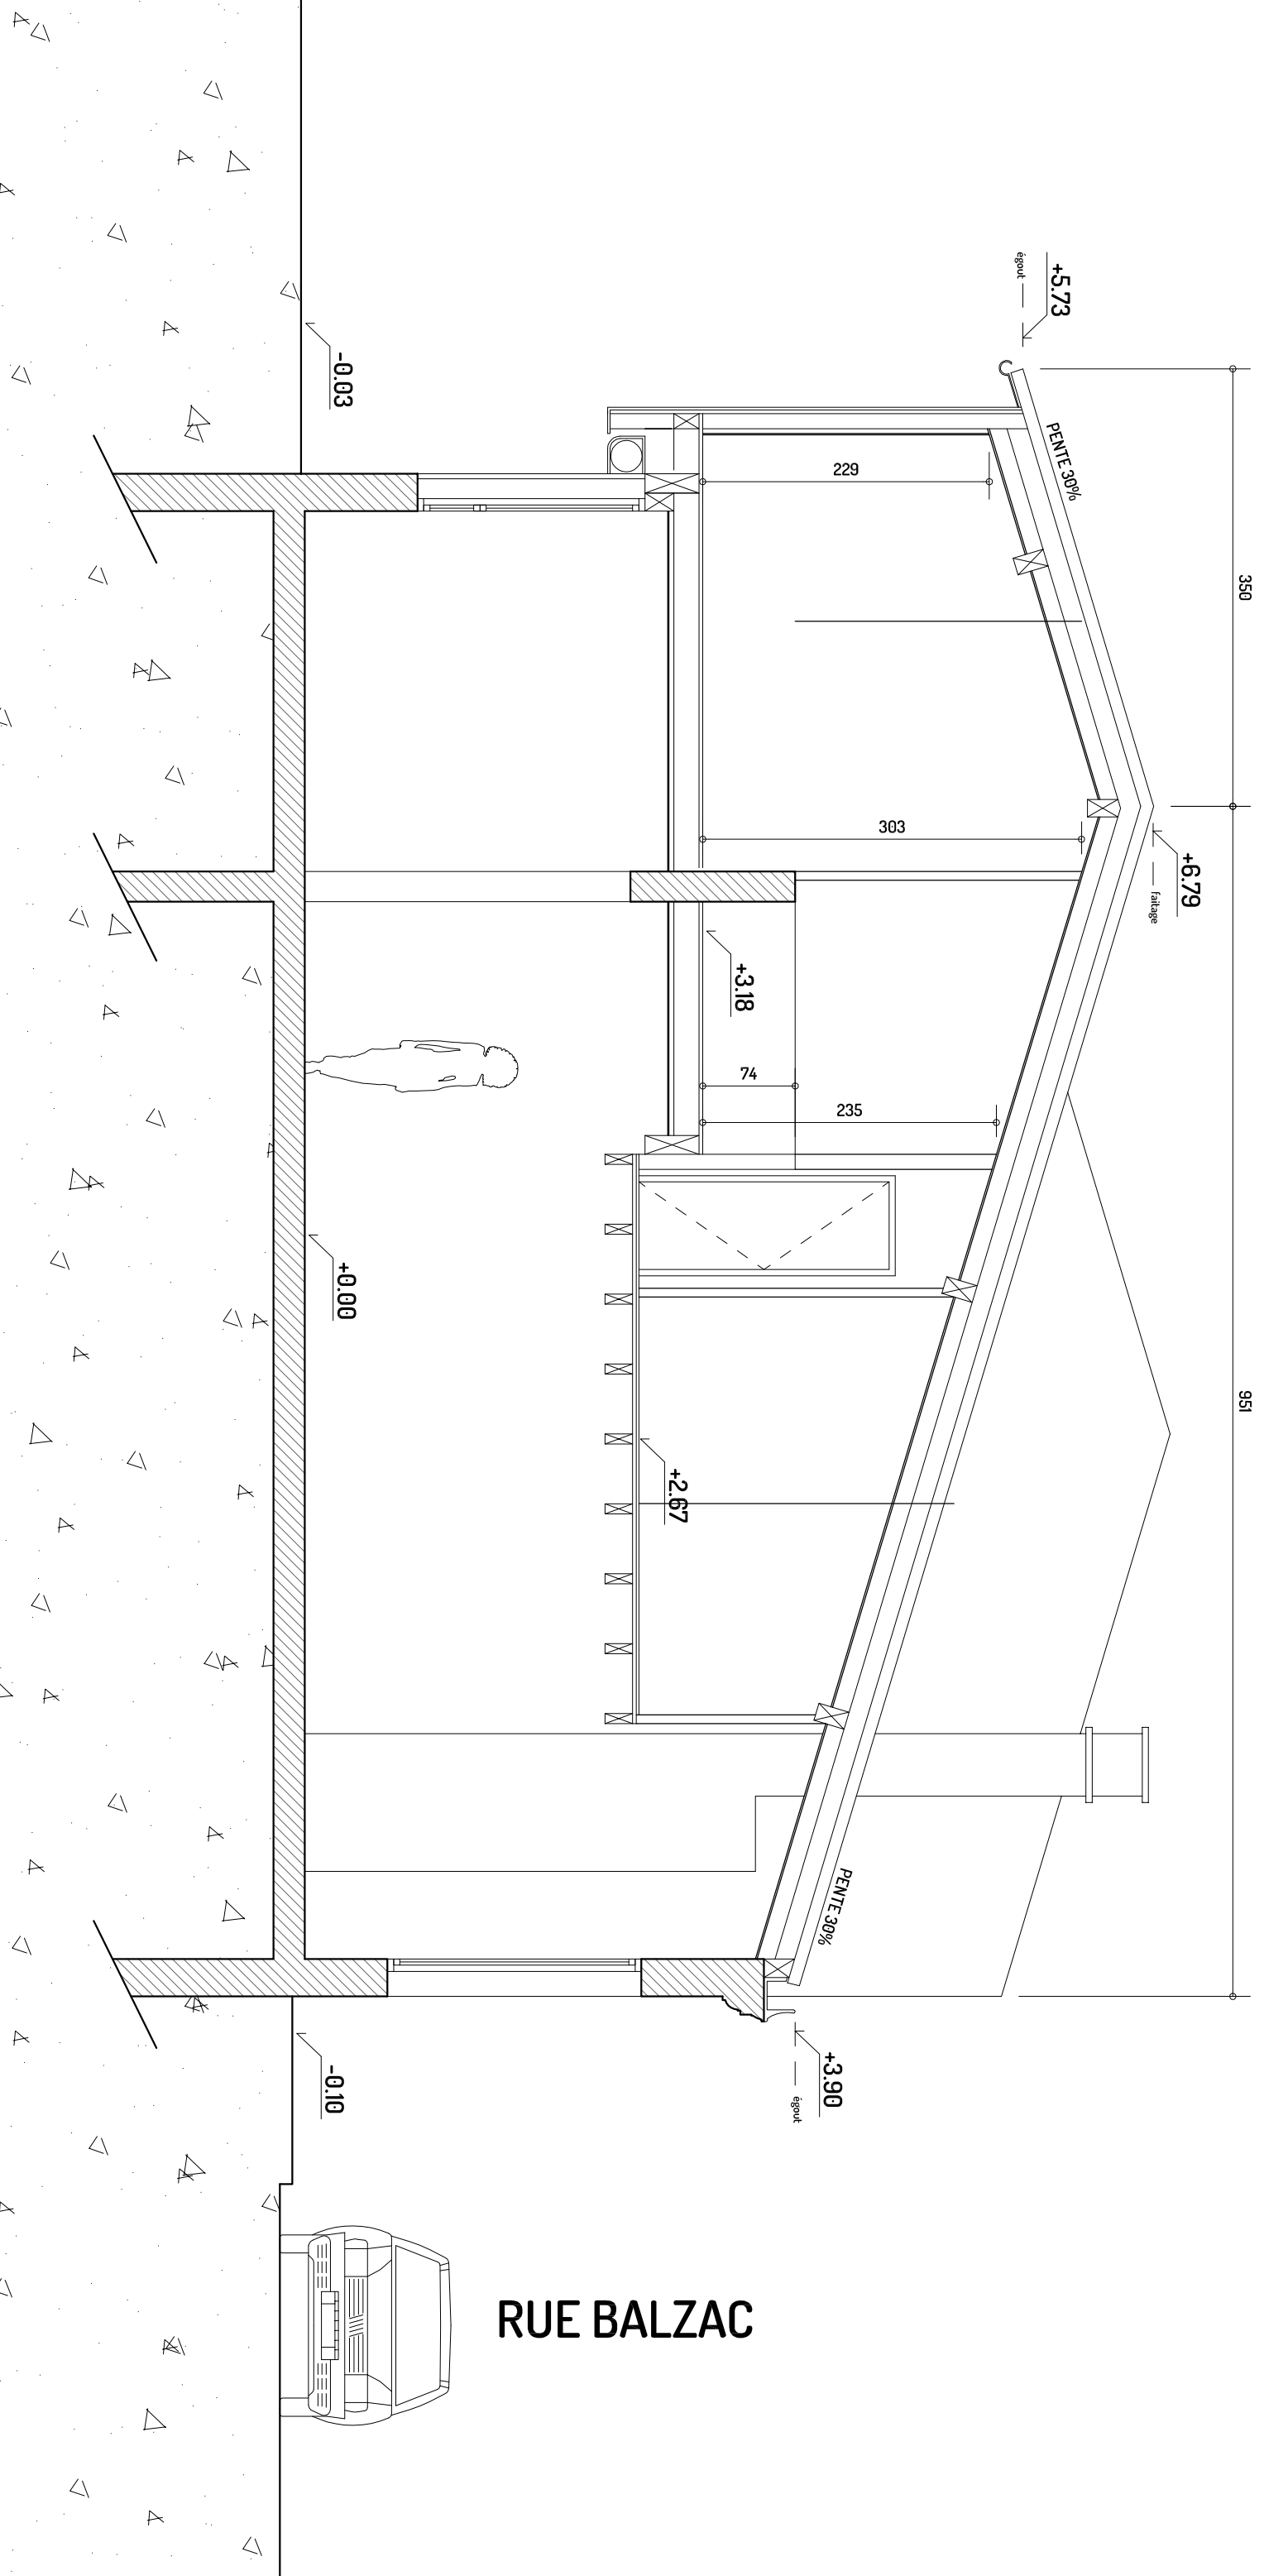 +5.73
égout
-0.03
PENTE 30%
229
350
303
+6.79
faitage
+3.18
74
235
+0.00
951
+2.67
PENTE 30%
-0.10
+3.90
égout
RUE BALZAC